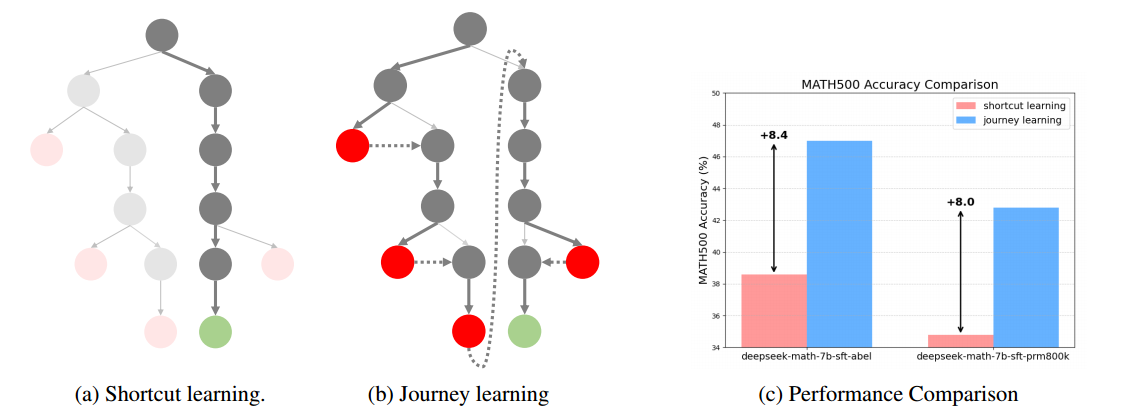 MATH500 Accuracy Comparison
50
48
46
44
42
40
38
36
34
MATH500 Accuracy (%)
shortcut learning
journey learning
+8.4
+8.0
deepseek-math-7b-sft-abel
deepseek-math-7b-sft-prm800k
(a) Shortcut learning.
(b) Journey learning
(c) Performance Comparison